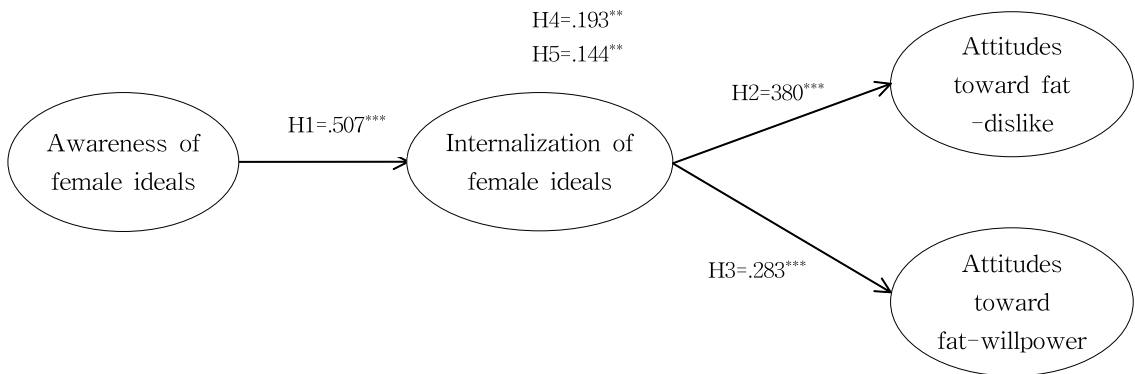 H4=.193**
H5=.144**
Attitudes
toward fat
-dislike
H2=380***
H1=.507***
Awareness of
female ideals
Internalization of
female ideals
H3=.283***
Attitudes
toward
fat-willpower